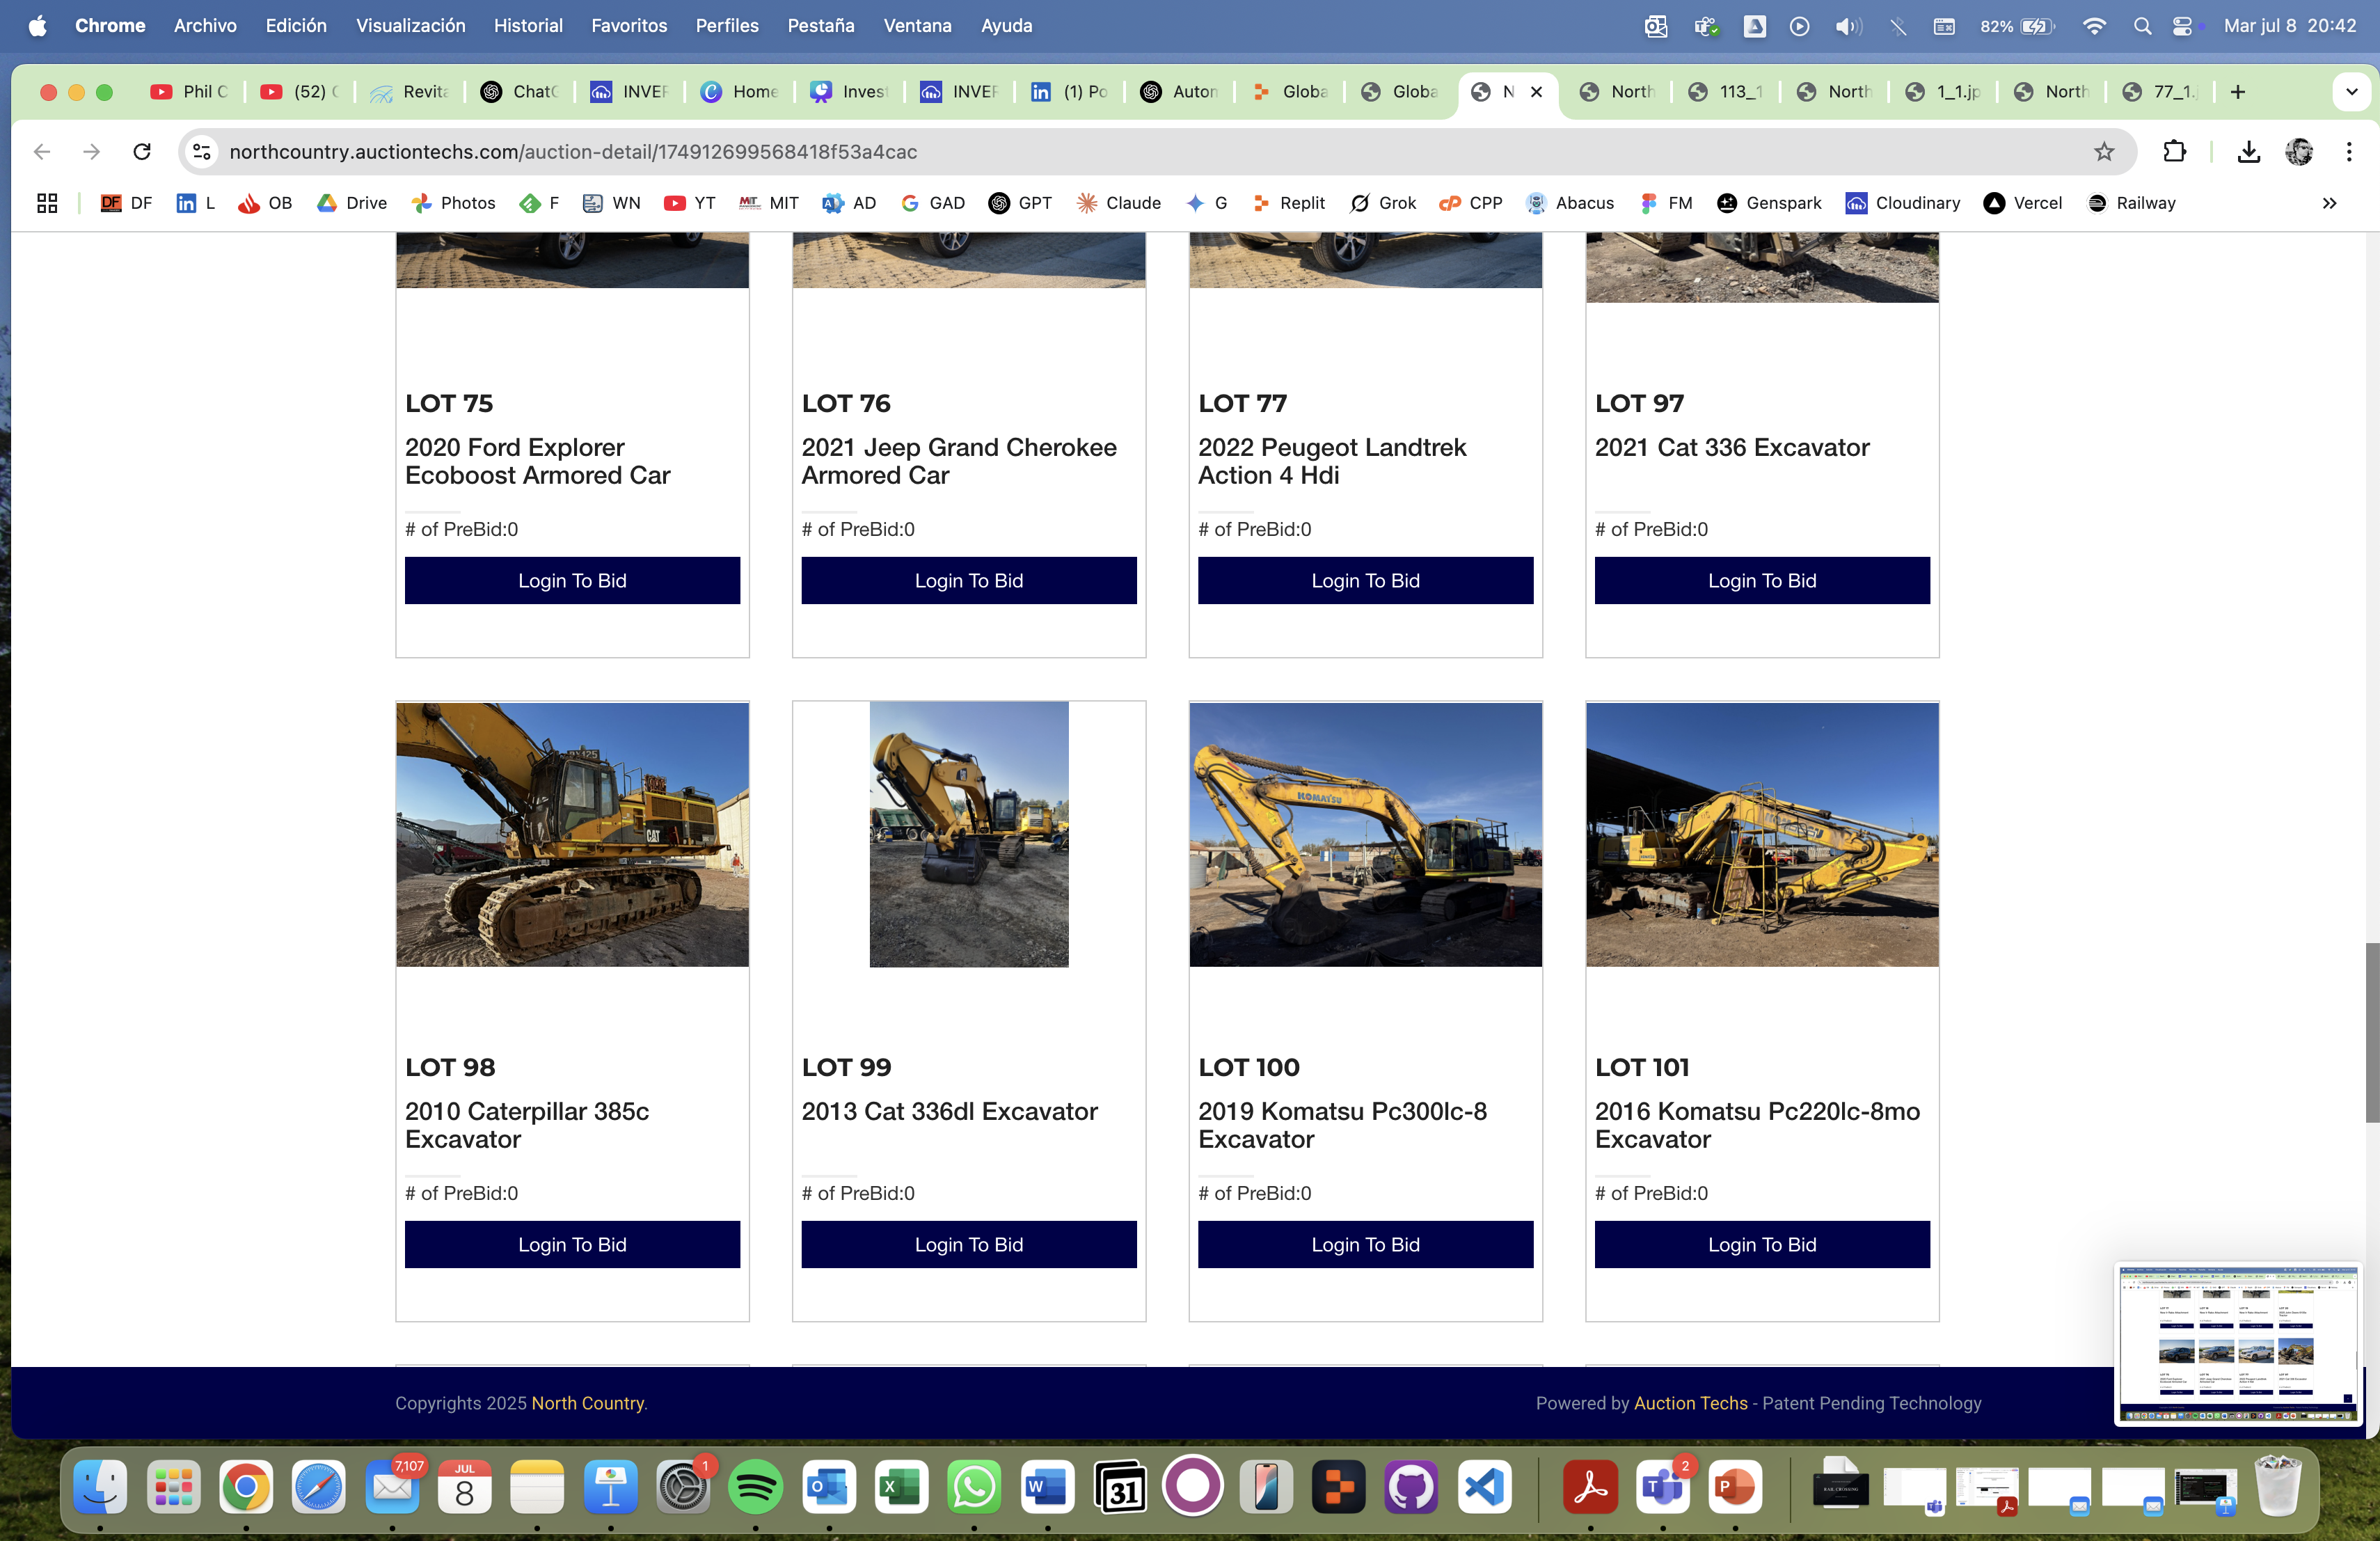 Chrome Archivo Edición Visualización Historial Favoritos Perfiles Pestaña Ventana Ayuda 82% Mar jul 8 20:42
Phil C (52) Revita ChatG INVER Home Invest INVER (1) Po Auton Globa Globa N North 113_1 North 1_1.jp North 77_1.
northcountry.auctiontechs.com/auction-detail/174912699568418f53a4cac
DF L OB Drive Photos F WN YT MIT AD GAD GPT Claude G Replit Grok CPP Abacus FM Genspark Cloudinary Vercel Railway
LOT 75
2020 Ford Explorer
Ecoboost Armored Car
# of PreBid:0
Login To Bid
LOT 76
2021 Jeep Grand Cherokee
Armored Car
# of PreBid:0
Login To Bid
LOT 77
2022 Peugeot Landtrek
Action 4 Hdi
# of PreBid:0
Login To Bid
LOT 97
2021 Cat 336 Excavator
# of PreBid:0
Login To Bid
CAT
KOMATSU
LOT 98
2010 Caterpillar 385c
Excavator
# of PreBid:0
Login To Bid
LOT 99
2013 Cat 336dl Excavator
# of PreBid:0
Login To Bid
LOT 100
2019 Komatsu Pc300lc-8
Excavator
# of PreBid:0
Login To Bid
LOT 101
2016 Komatsu Pc220lc-8mo
Excavator
# of PreBid:0
Login To Bid
Copyrights 2025 North Country.
Powered by Auction Techs - Patent Pending Technology
7,107
JUL
8
1
31
2